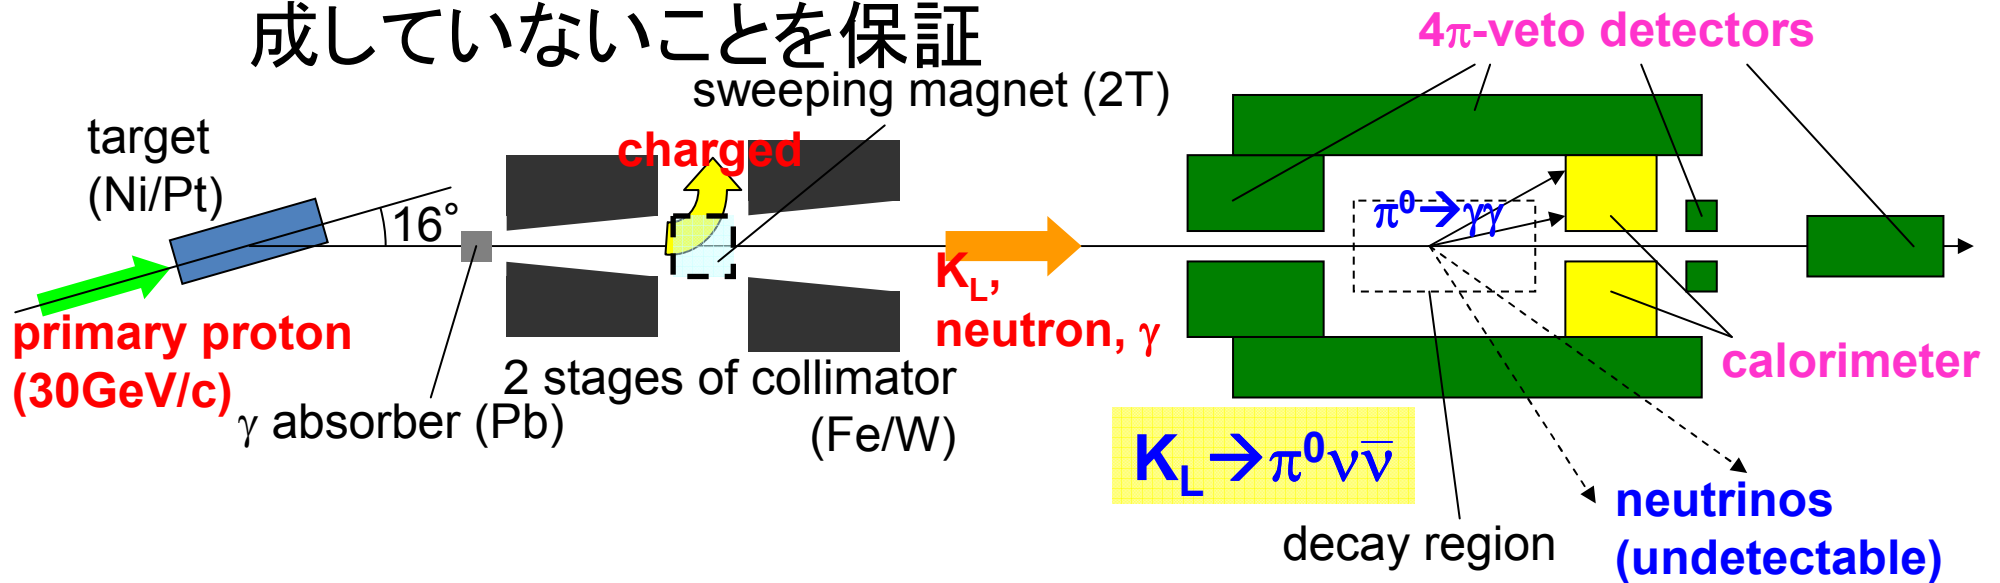 成していないことを保証
4π-veto detectors
sweeping magnet (2T)
target
(Ni/Pt)
charged
16°
π⁰→γγ
K_L,
neutron, γ
primary proton
(30GeV/c)
γ absorber (Pb)
2 stages of collimator
(Fe/W)
calorimeter
K_L→π⁰νν̅
decay region
neutrinos
(undetectable)